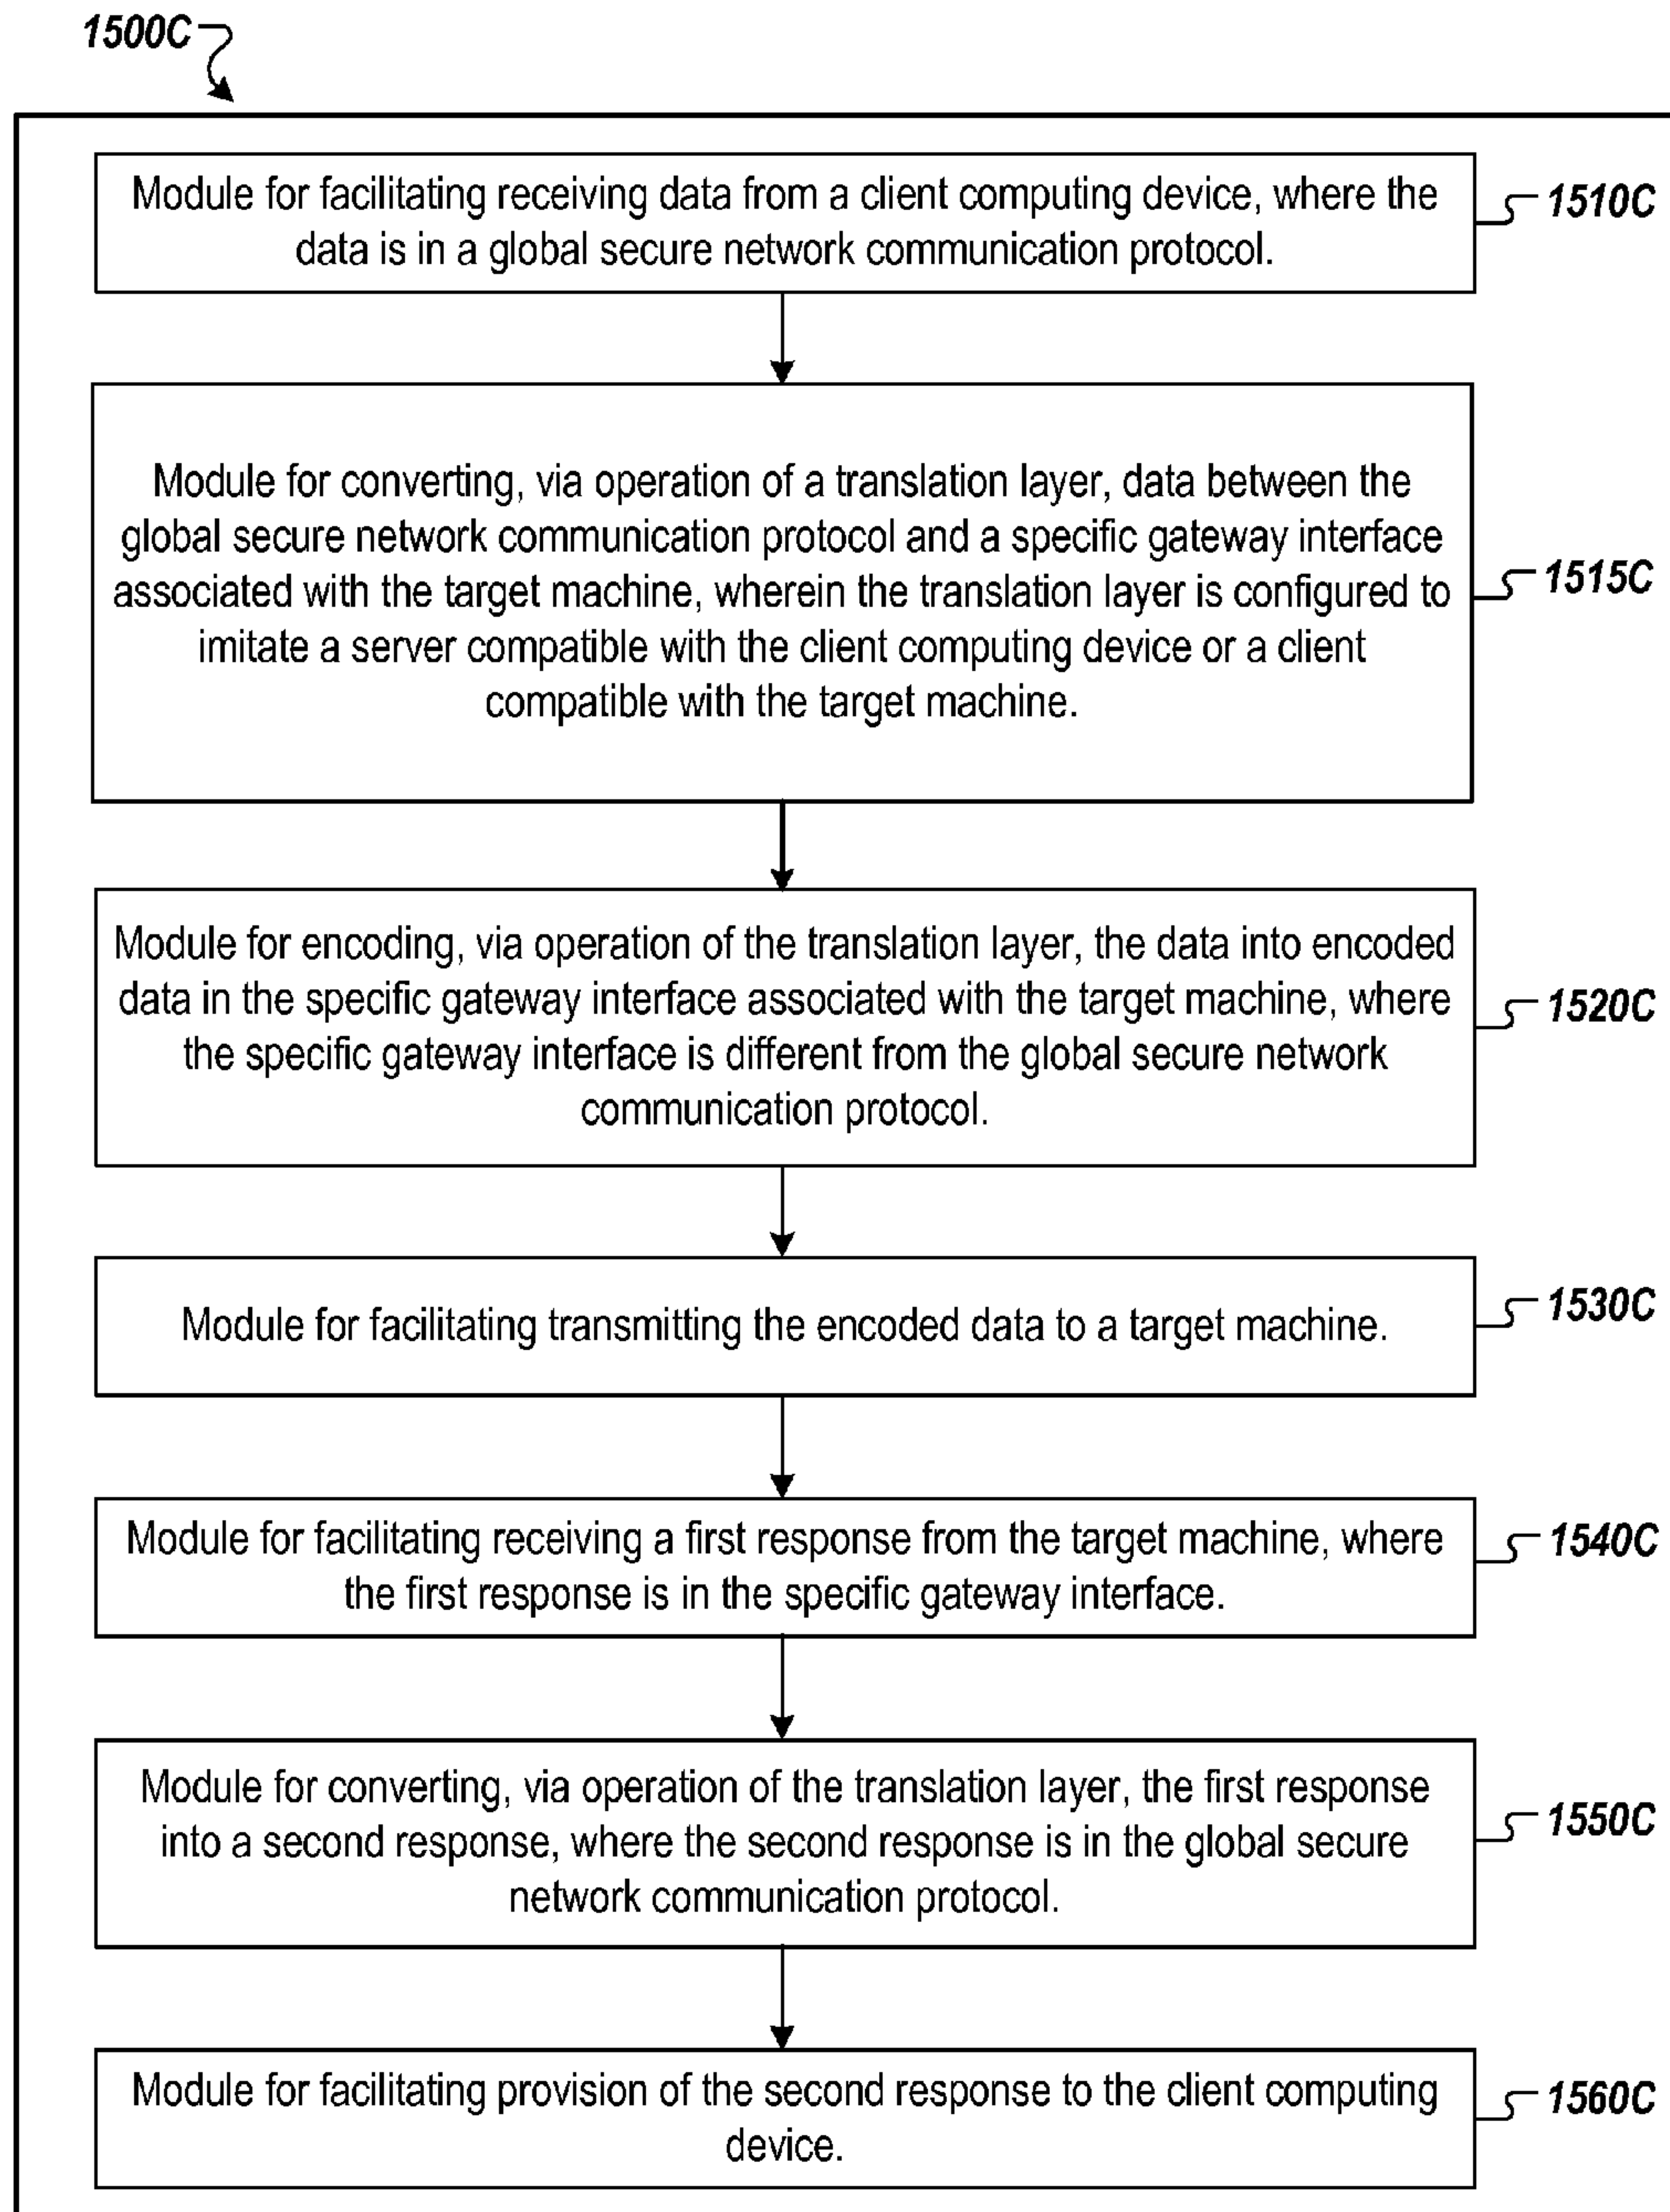 1500C
Module for facilitating receiving data from a client computing device, where the
data is in a global secure network communication protocol.
1510C
Module for converting, via operation of a translation layer, data between the
global secure network communication protocol and a specific gateway interface
associated with the target machine, wherein the translation layer is configured to
imitate a server compatible with the client computing device or a client
compatible with the target machine.
1515C
Module for encoding, via operation of the translation layer, the data into encoded
data in the specific gateway interface associated with the target machine, where
the specific gateway interface is different from the global secure network
communication protocol.
1520C
Module for facilitating transmitting the encoded data to a target machine.
1530C
Module for facilitating receiving a first response from the target machine, where
the first response is in the specific gateway interface.
1540C
Module for converting, via operation of the translation layer, the first response
into a second response, where the second response is in the global secure
network communication protocol.
1550C
Module for facilitating provision of the second response to the client computing
device.
1560C